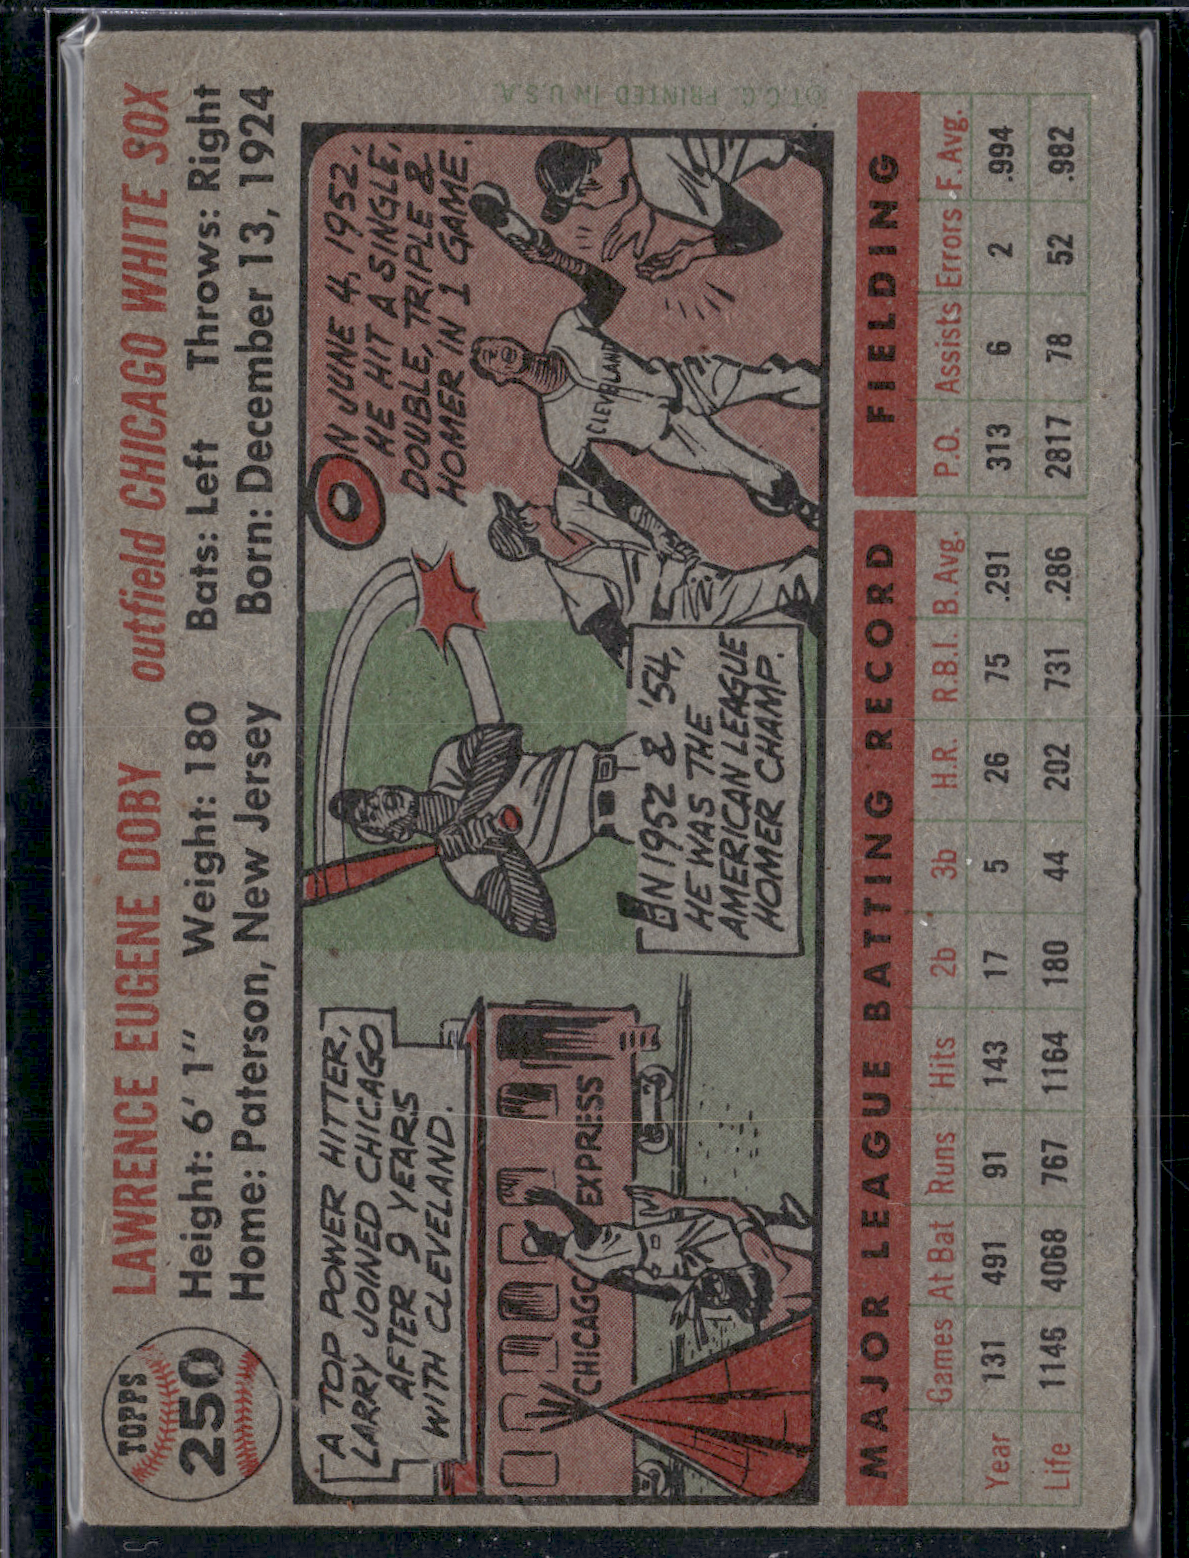 TOPPS
250
LAWRENCE EUGENE DOBY outfield CHICAGO WHITE SOX
Height: 6' 1" Weight: 180 Bats: Left Throws: Right
Home: Paterson, New Jersey Born: December 13, 1924
A TOP POWER HITTER,
LARRY JOINED CHICAGO
AFTER 9 YEARS
WITH CLEVELAND.
CHICAGO EXPRESS
IN 1952 & '54,
HE WAS THE
AMERICAN LEAGUE
HOMER CHAMP.
ON JUNE 4, 1952,
HE HIT A SINGLE,
DOUBLE, TRIPLE &
HOMER IN 1 GAME.
CLEVELAND
©T.C.G. PRINTED IN U.S.A.
MAJOR LEAGUE BATTING RECORD FIELDING
Games At Bat Runs Hits 2b 3b H.R. R.B.I. B.Avg. P.O. Assists Errors F.Avg.
Year 131 491 91 143 17 5 26 75 .291 313 6 2 .994
Life 1146 4068 767 1164 180 44 202 731 .286 2817 78 52 .982